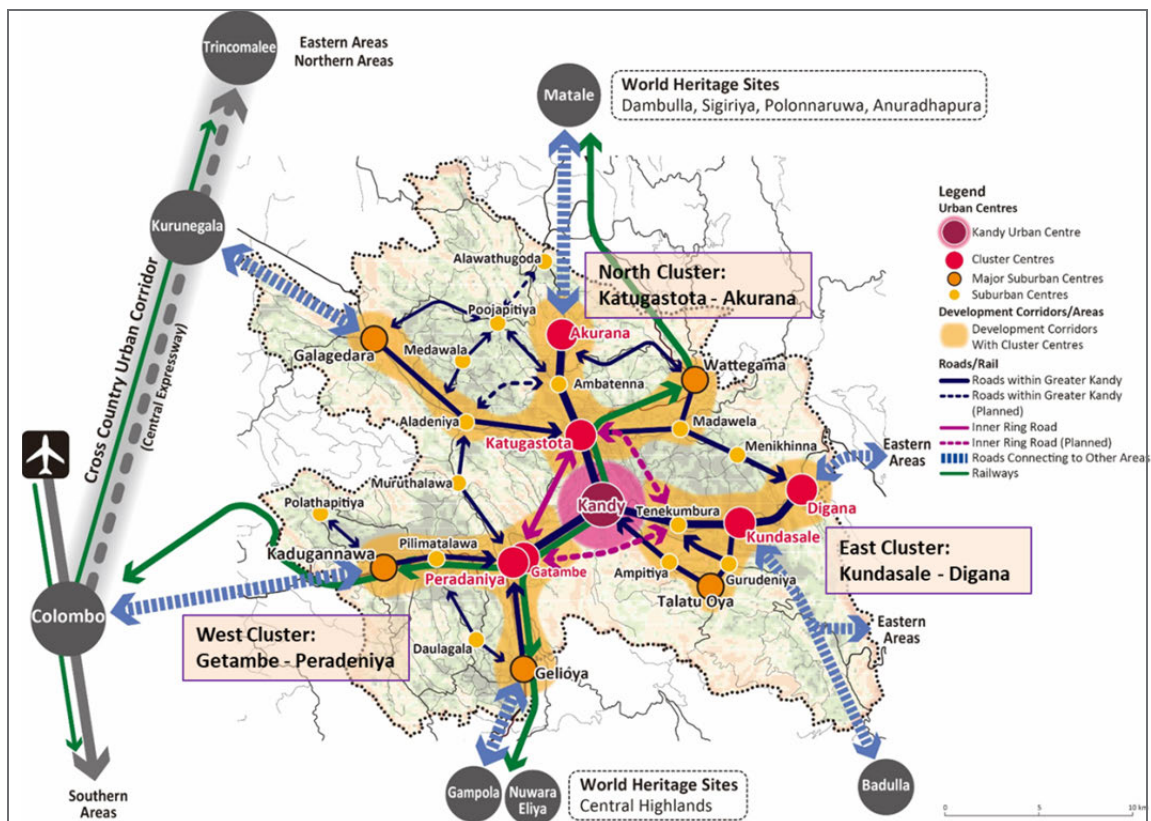 Trincomalee
Eastern Areas
Northern Areas
Matale
World Heritage Sites
Dambulla, Sigiriya, Polonnaruwa, Anuradhapura
Kurunegala
Cross Country Urban Corridor
(Central Expressway)
Legend
Urban Centres
Kandy Urban Centre
Cluster Centres
Major Suburban Centres
Suburban Centres
Development Corridors/Areas
Development Corridors
With Cluster Centres
Roads/Rail
Roads within Greater Kandy
Roads within Greater Kandy
(Planned)
Inner Ring Road
Inner Ring Road (Planned)
Roads Connecting to Other Areas
Railways
Alawathugoda
North Cluster:
Katugastota - Akurana
Poojapitiya
Akurana
Galagedara
Medawala
Wattegama
Ambatenna
Aladeniya
Katugastota
Madawela
Menikhinna
Eastern
Areas
Muruthalawa
Polathapitiya
Kandy
Tenekumbura
Digana
Kundasale
Kadugannawa
Pilimatalawa
Peradaniya
Gatambe
Ampitiya
Gurudeniya
Talatu Oya
East Cluster:
Kundasale - Digana
Colombo
West Cluster:
Getambe - Peradeniya
Daulagala
Gelioya
Eastern
Areas
Southern
Areas
Gampola
Nuwara
Eliya
World Heritage Sites
Central Highlands
Badulla
0 5 10 km